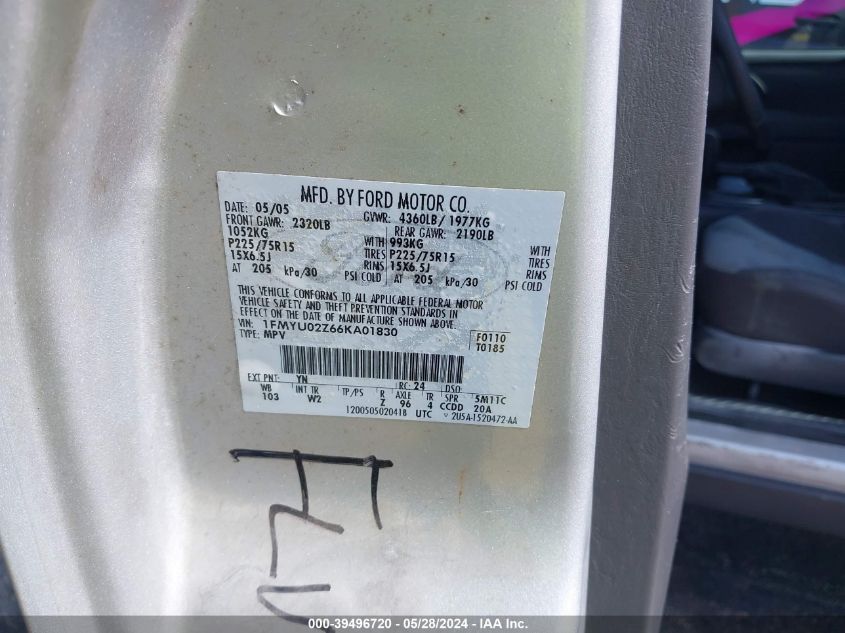 MFD. BY FORD MOTOR CO.
DATE: 05/05 GVWR: 4360LB/1977KG
FRONT GAWR: 2320LB REAR GAWR: 2190LB
1052KG WITH 993KG WITH
P225/75R15 TIRES P225/75R15 TIRES
15X6.5J RIMS 15X6.5J RIMS
AT 205 kPa/30 PSI COLD AT 205 kPa/30 PSI COLD
THIS VEHICLE CONFORMS TO ALL APPLICABLE FEDERAL MOTOR
VEHICLE SAFETY AND THEFT PREVENTION STANDARDS IN
EFFECT ON THE DATE OF MANUFACTURE SHOWN ABOVE.
VIN: 1FMYU02Z66KA01830 F0110
TYPE: MPV T0185
EXT PNT: YN RC: 24 DSO:
WB INT TR TP/PS R AXLE TR SPR 5M11C
103 W2 Z 96 4 CCDD 20A
1200505020418 UTC 2U5A-1520472-AA
000-39496720 - 05/28/2024 - IAA Inc.